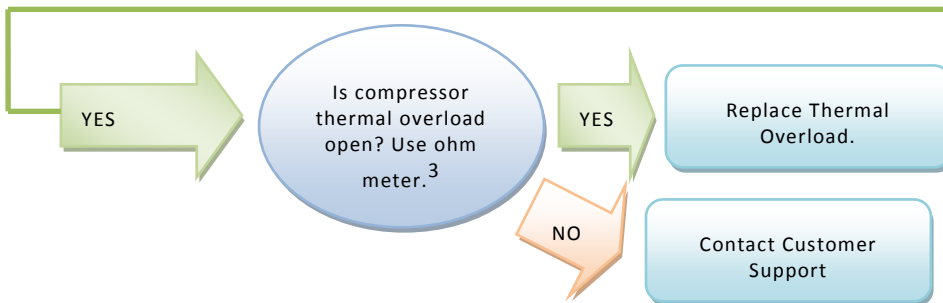 YES
Is compressor
thermal overload
open? Use ohm
meter.3
YES
Replace Thermal
Overload.
NO
Contact Customer
Support